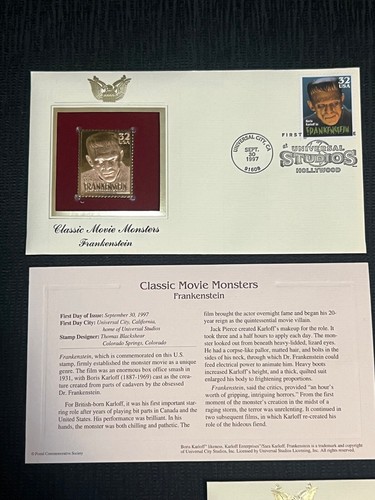 32
USA
Boris
Karloff as
FRANKENSTEIN
UNIVERSAL CITY, CA
SEPT.
30
1997
91608
FIRST
at
UNIVERSAL
STUDIOS
HOLLYWOOD
32
USA
FRANKENSTEIN
Classic Movie Monsters
Frankenstein
Classic Movie Monsters
Frankenstein
First Day of Issue: September 30, 1997
First Day City: Universal City, California,
home of Universal Studios
Stamp Designer: Thomas Blackshear
Colorado Springs, Colorado
Frankenstein, which is commemorated on this U.S.
stamp, firmly established the monster movie as a unique
genre. The film was an enormous box office smash in
1931, with Boris Karloff (1887-1969) cast as the crea-
ture created from parts of cadavers by the obsessed
Dr. Frankenstein.
For British-born Karloff, it was his first important star-
ring role after years of playing bit parts in Canada and the
United States. His performance was brilliant. In his
hands, the monster was both chilling and pathetic. The
film brought the actor overnight fame and began his 20-
year reign as the quintessential movie villain.
Jack Pierce created Karloff's makeup for the role. It
took three and a half hours to apply each day. The mon-
ster looked out from beneath heavy-lidded, lizard eyes.
He had a corpse-like pallor, matted hair, and bolts in the
sides of his neck, through which Dr. Frankenstein could
feed electrical power to animate him. Heavy boots
increased Karloff's height, and a thick, quilted suit
enlarged his body to frightening proportions.
Frankenstein, said the critics, provided "an hour's
worth of gripping, intriguing horrors." From the first
moment of the monster's creation in the midst of a
raging storm, the terror was unrelenting. It continued in
two subsequent films, in which Karloff re-created his
role of the hideous fiend.
Boris Karloff
Frankenstein is a trademark and copyright
of Universal City Studios, Inc. Licensed by Universal Studios Licensing, Inc. All rights reserved.